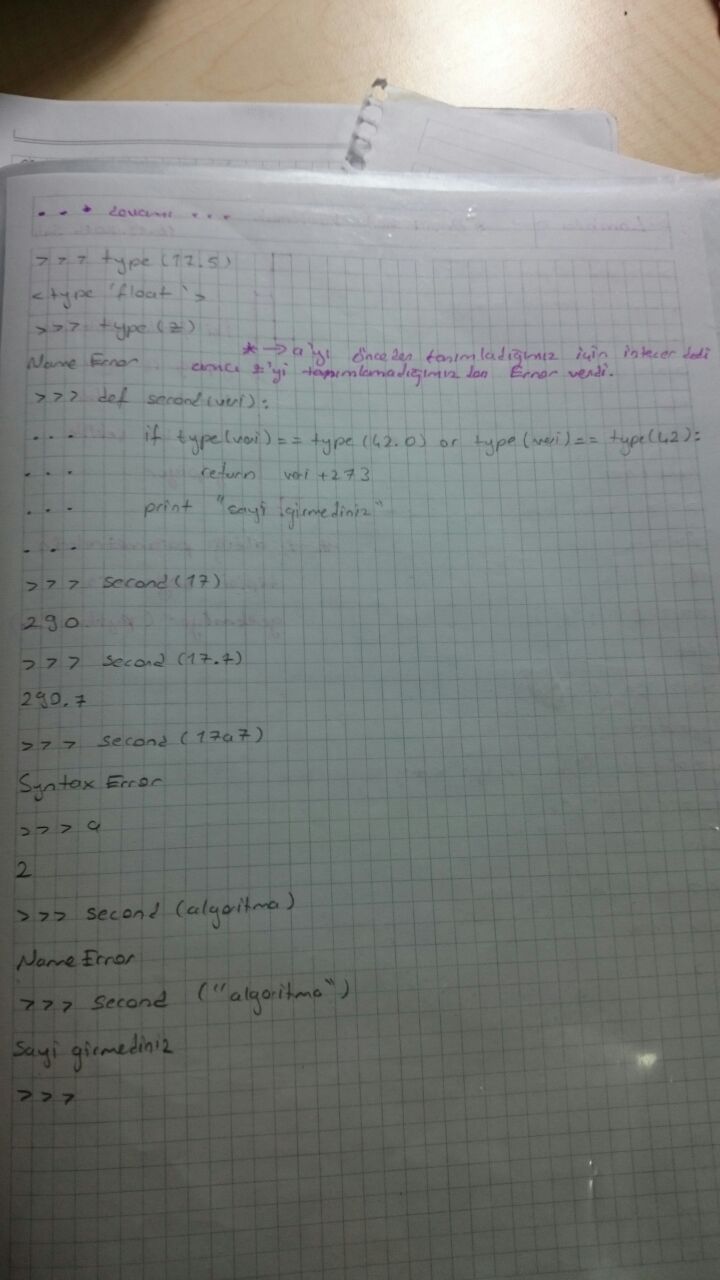 ... devamı ...
>>> type(17.5)
<type 'float'>
>>> type(z)
* → a'yı önceden tanımladığımız için integer dedi
Name Error ama z'yi tanımlamadığımızdan Error verdi.
>>> def second(veri):
... if type(veri)== type(42.0) or type(veri)== type(42):
... return veri +273
... print "sayi girmediniz"
...
>>> second(17)
290
>>> second(17.7)
290.7
>>> second(17a7)
Syntax Error
>>> a
2
>>> second(algoritma)
Name Error
>>> second ("algoritma")
Sayi girmediniz
>>>